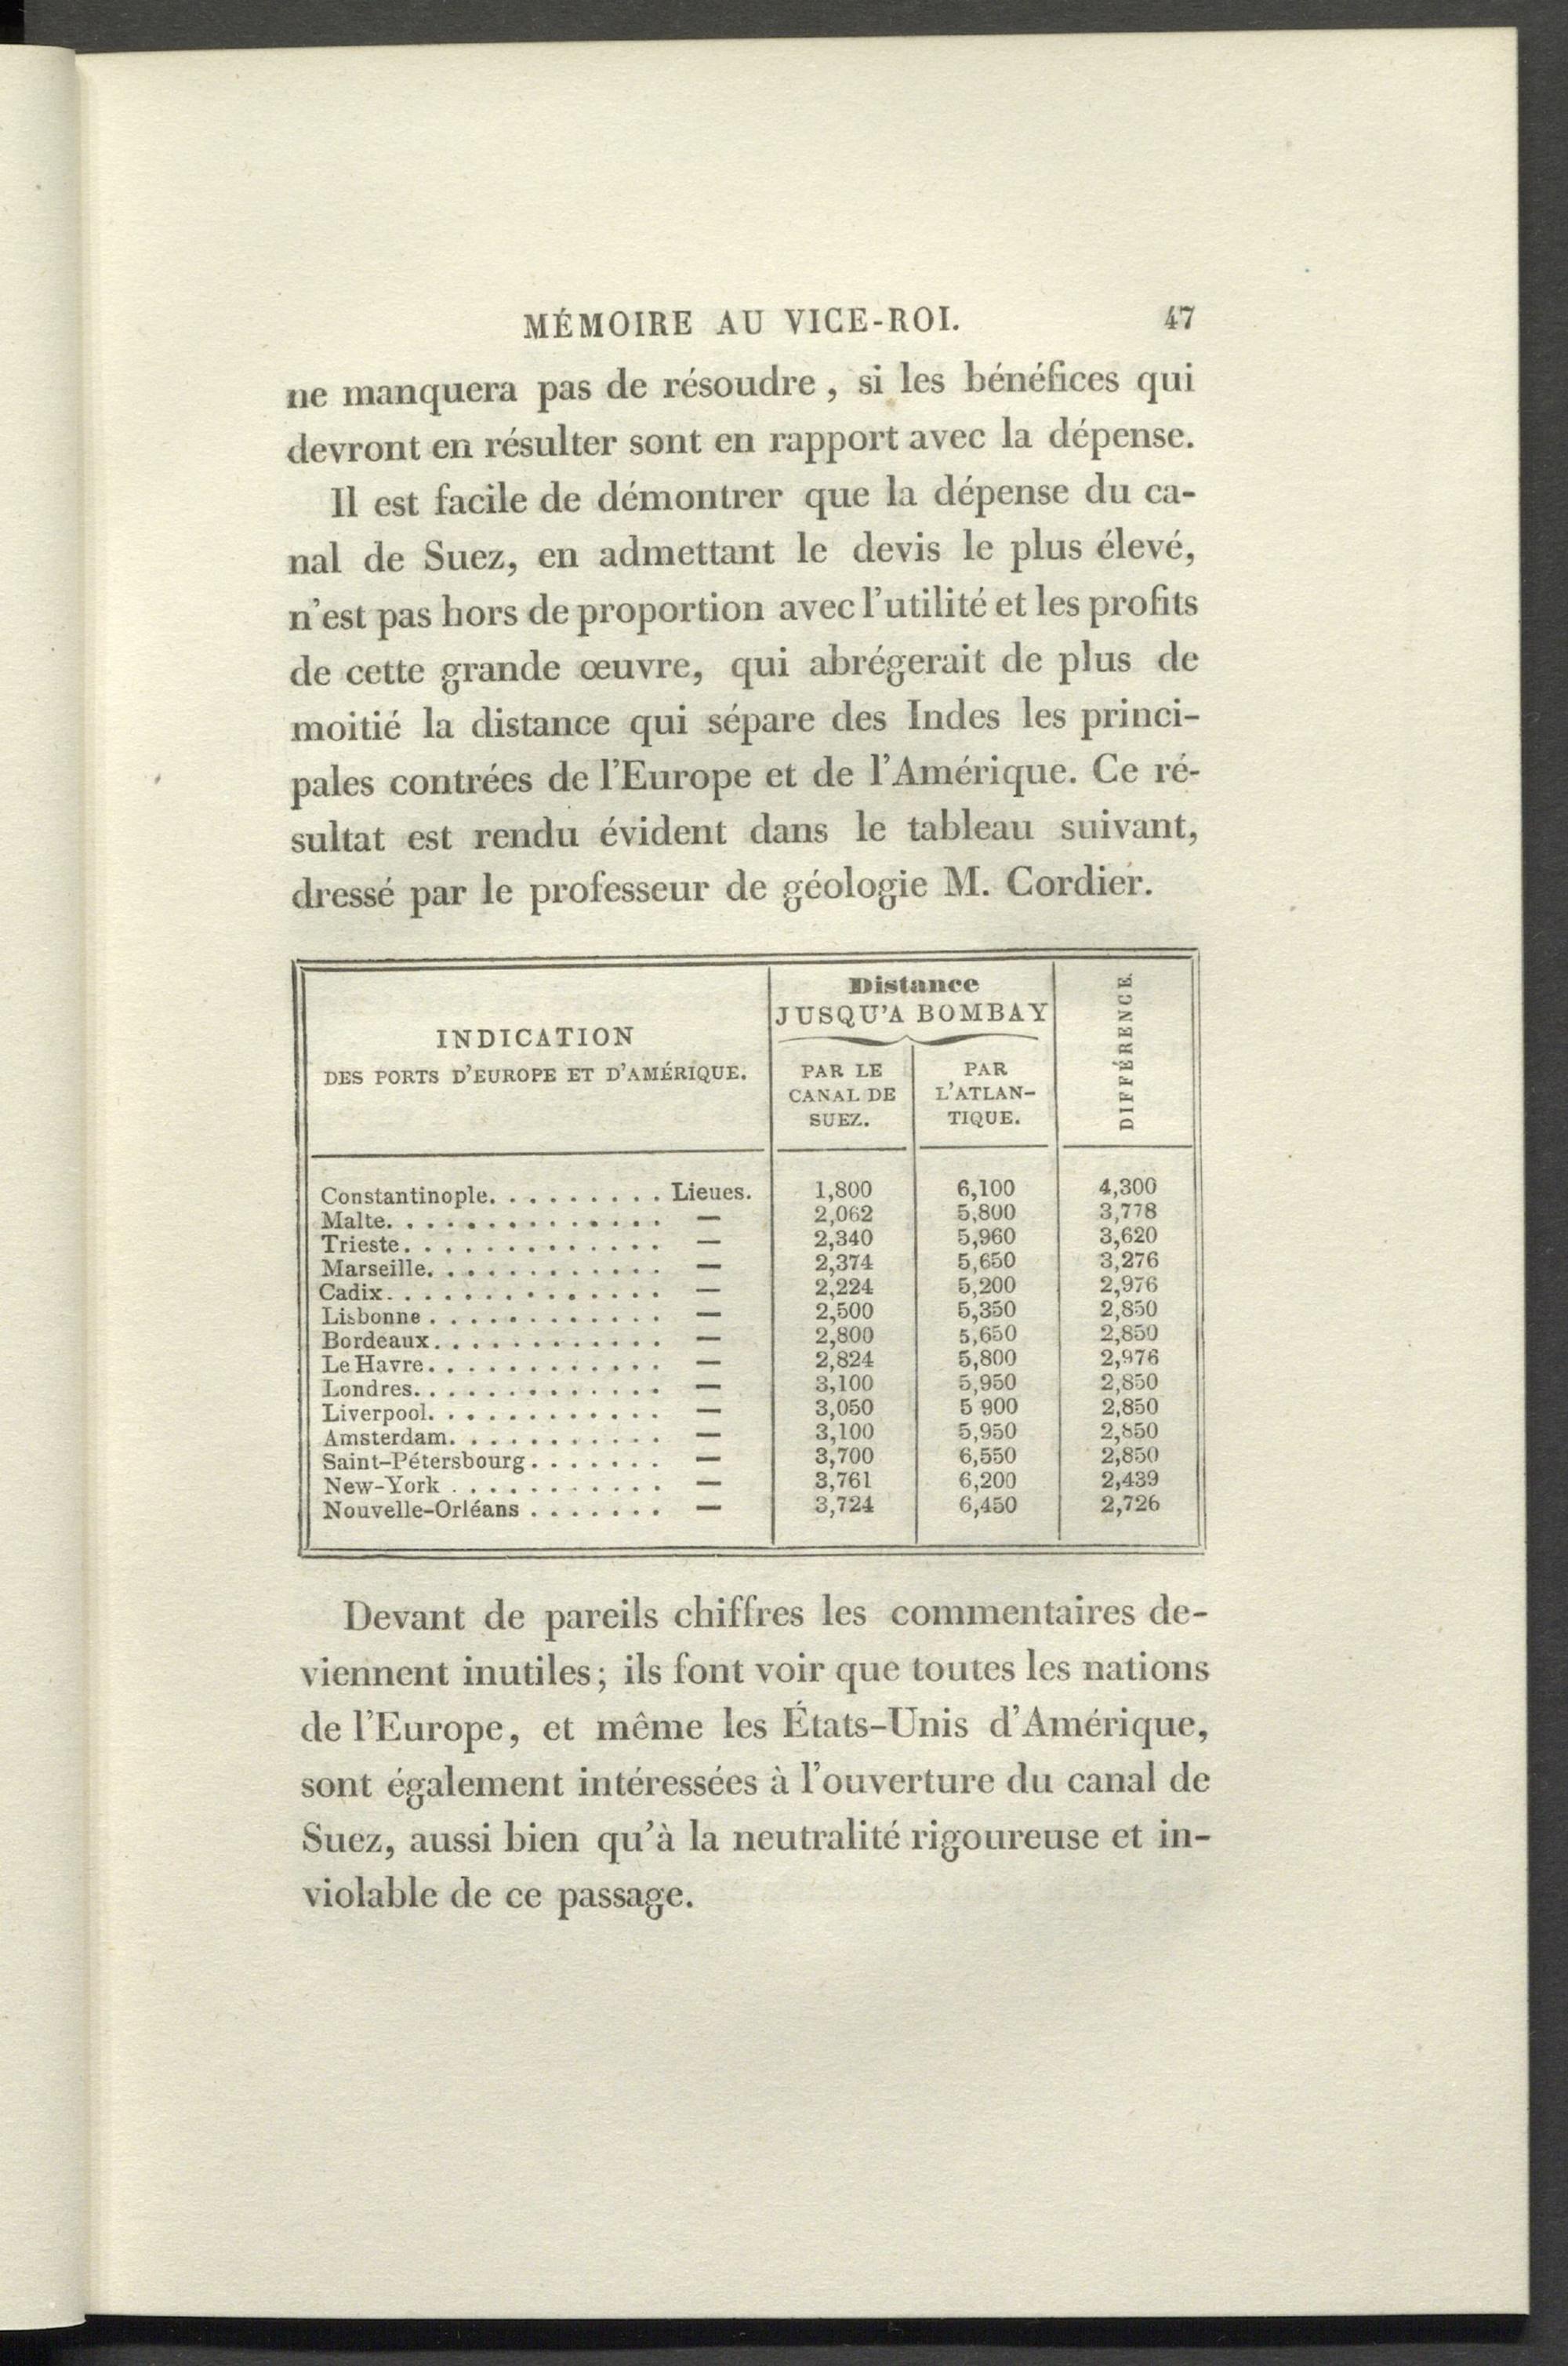 MÉMOIRE AU VICE-ROI. 47
ne manquera pas de résoudre, si les bénéfices qui
devront en résulter sont en rapport avec la dépense.
Il est facile de démontrer que la dépense du ca-
nal de Suez, en admettant le devis le plus élevé,
n'est pas hors de proportion avec l'utilité et les profits
de cette grande œuvre, qui abrégerait de plus de
moitié la distance qui sépare des Indes les princi-
pales contrées de l'Europe et de l'Amérique. Ce ré-
sultat est rendu évident dans le tableau suivant,
dressé par le professeur de géologie M. Cordier.
INDICATION
DES PORTS D'EUROPE ET D'AMÉRIQUE.
Distance
JUSQU'A BOMBAY
PAR LE
CANAL DE
SUEZ.
PAR
L'ATLAN-
TIQUE.
DIFFÉRENCE.
Constantinople. . . . . . . . . . Lieues. 1,800 6,100 4,300
Malte. . . . . . . . . . . . . . . — 2,062 5,800 3,778
Trieste. . . . . . . . . . . . . . — 2,340 5,960 3,620
Marseille. . . . . . . . . . . . . — 2,374 5,650 3,276
Cadix. . . . . . . . . . . . . . . — 2,224 5,200 2,976
Lisbonne . . . . . . . . . . . . . — 2,500 5,350 2,850
Bordeaux. . . . . . . . . . . . . — 2,800 5,650 2,850
Le Havre. . . . . . . . . . . . . — 2,824 5,800 2,976
Londres. . . . . . . . . . . . . . — 3,100 5,950 2,850
Liverpool. . . . . . . . . . . . . — 3,050 5 900 2,850
Amsterdam. . . . . . . . . . . . — 3,100 5,950 2,850
Saint-Pétersbourg . . . . . . . — 3,700 6,550 2,850
New-York . . . . . . . . . . . . — 3,761 6,200 2,439
Nouvelle-Orléans . . . . . . . — 3,724 6,450 2,726
Devant de pareils chiffres les commentaires de-
viennent inutiles; ils font voir que toutes les nations
de l'Europe, et même les États-Unis d'Amérique,
sont également intéressées à l'ouverture du canal de
Suez, aussi bien qu'à la neutralité rigoureuse et in-
violable de ce passage.